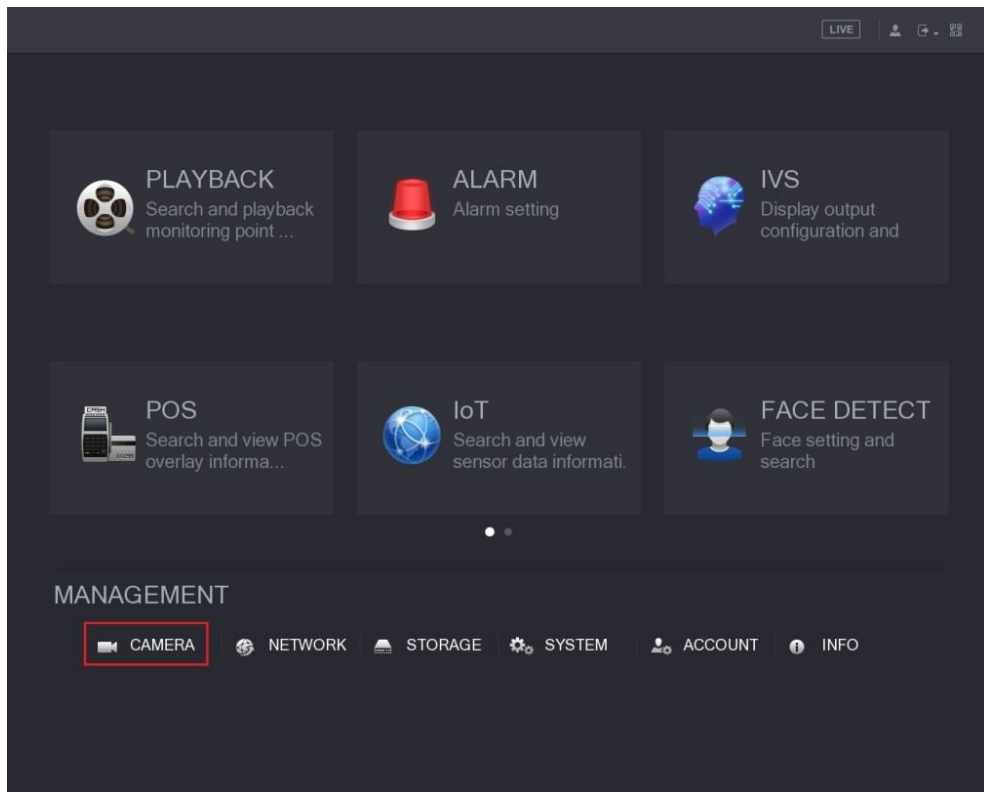 LIVE
PLAYBACK
Search and playback
monitoring point ...
ALARM
Alarm setting
IVS
Display output
configuration and
POS
Search and view POS
overlay informa...
IoT
Search and view
sensor data informati.
FACE DETECT
Face setting and
search
MANAGEMENT
CAMERA NETWORK STORAGE SYSTEM ACCOUNT INFO